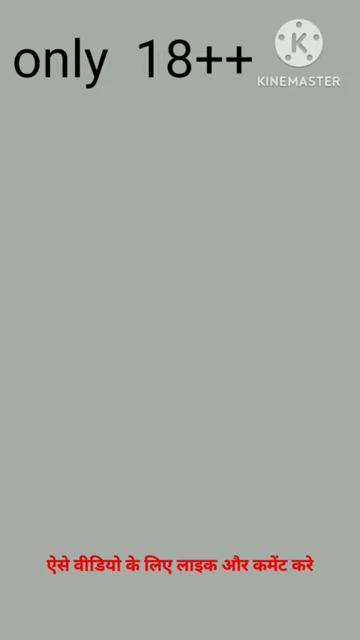 only 18++
KINEMASTER
ऐसे वीडियो के लिए लाइक और कमेंट करे